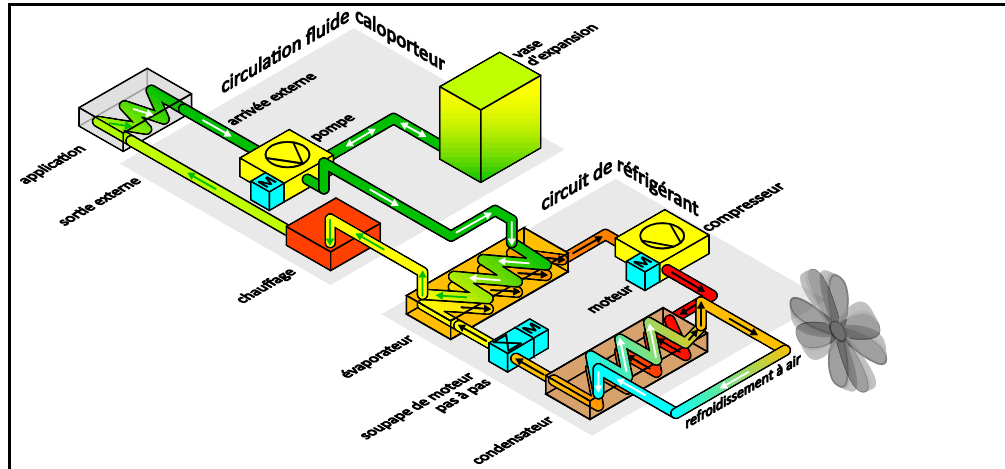 circulation fluide caloporteur
vase
d'expansion
arrivée externe
pompe
application
M
sortie externe
circuit de réfrigérant
compresseur
chauffage
M
moteur
évaporateur
M
soupape de moteur
pas à pas
refroidissement à air
condensateur